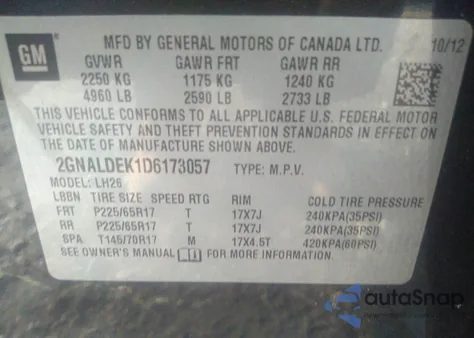 GM
MFD BY GENERAL MOTORS OF CANADA LTD. 10/12
GVWR GAWR FRT GAWR RR
2250 KG 1175 KG 1240 KG
4960 LB 2590 LB 2733 LB
THIS VEHICLE CONFORMS TO ALL APPLICABLE U.S. FEDERAL MOTOR
VEHICLE SAFETY AND THEFT PREVENTION STANDARDS IN EFFECT ON
THE DATE OF MANUFACTURE SHOWN ABOVE.
2GNALDEK1D6173057 TYPE: M.P.V.
MODEL: LH26
LBBN TIRE SIZE SPEED RTG RIM COLD TIRE PRESSURE
FRT P225/65R17 T 17X7J 240KPA(35PSI)
RR P225/65R17 T 17X7J 240KPA(35PSI)
SPA T145/70R17 M 17X4.5T 420KPA(60PSI)
SEE OWNER'S MANUAL FOR MORE INFORMATION.
autoSnap